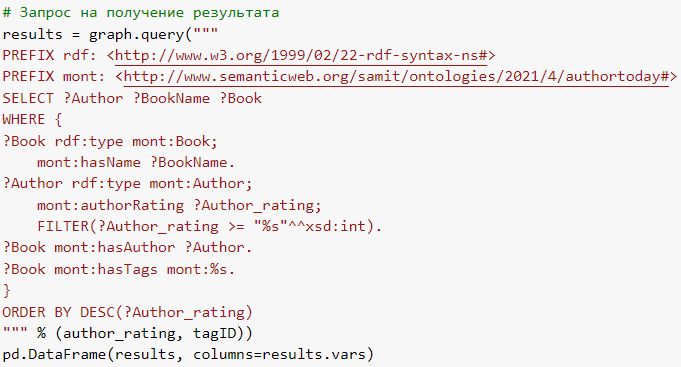 # Запрос на получение результата
results = graph.query("""
PREFIX rdf: <http://www.w3.org/1999/02/22-rdf-syntax-ns#>
PREFIX mont: <http://www.semanticweb.org/samit/ontologies/2021/4/authortoday#>
SELECT ?Author ?BookName ?Book
WHERE {
?Book rdf:type mont:Book;
    mont:hasName ?BookName.
?Author rdf:type mont:Author;
    mont:authorRating ?Author_rating;
    FILTER(?Author_rating >= "%s"^^xsd:int).
?Book mont:hasAuthor ?Author.
?Book mont:hasTags mont:%s.
}
ORDER BY DESC(?Author_rating)
""" % (author_rating, tagID))
pd.DataFrame(results, columns=results.vars)